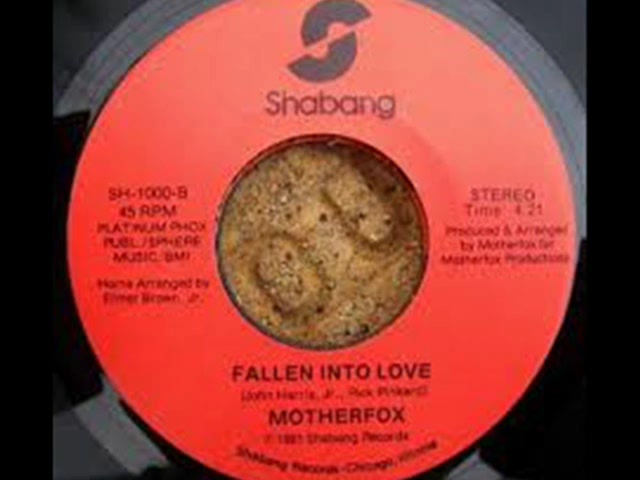 Shabang
SH-1000-B
45 RPM
PLATINUM PHOX
PUBL./SPHERE
MUSIC/BMI
Horns Arranged by
Elmer Brown, Jr.
STEREO
Time: 4:21
Produced & Arranged
by Motherfox for
Motherfox Productions
FALLEN INTO LOVE
(John Harris, Jr., Rick
MOTHERFOX
℗ 1981 Shabang Records
Shabang Records-Chicago, Illinois